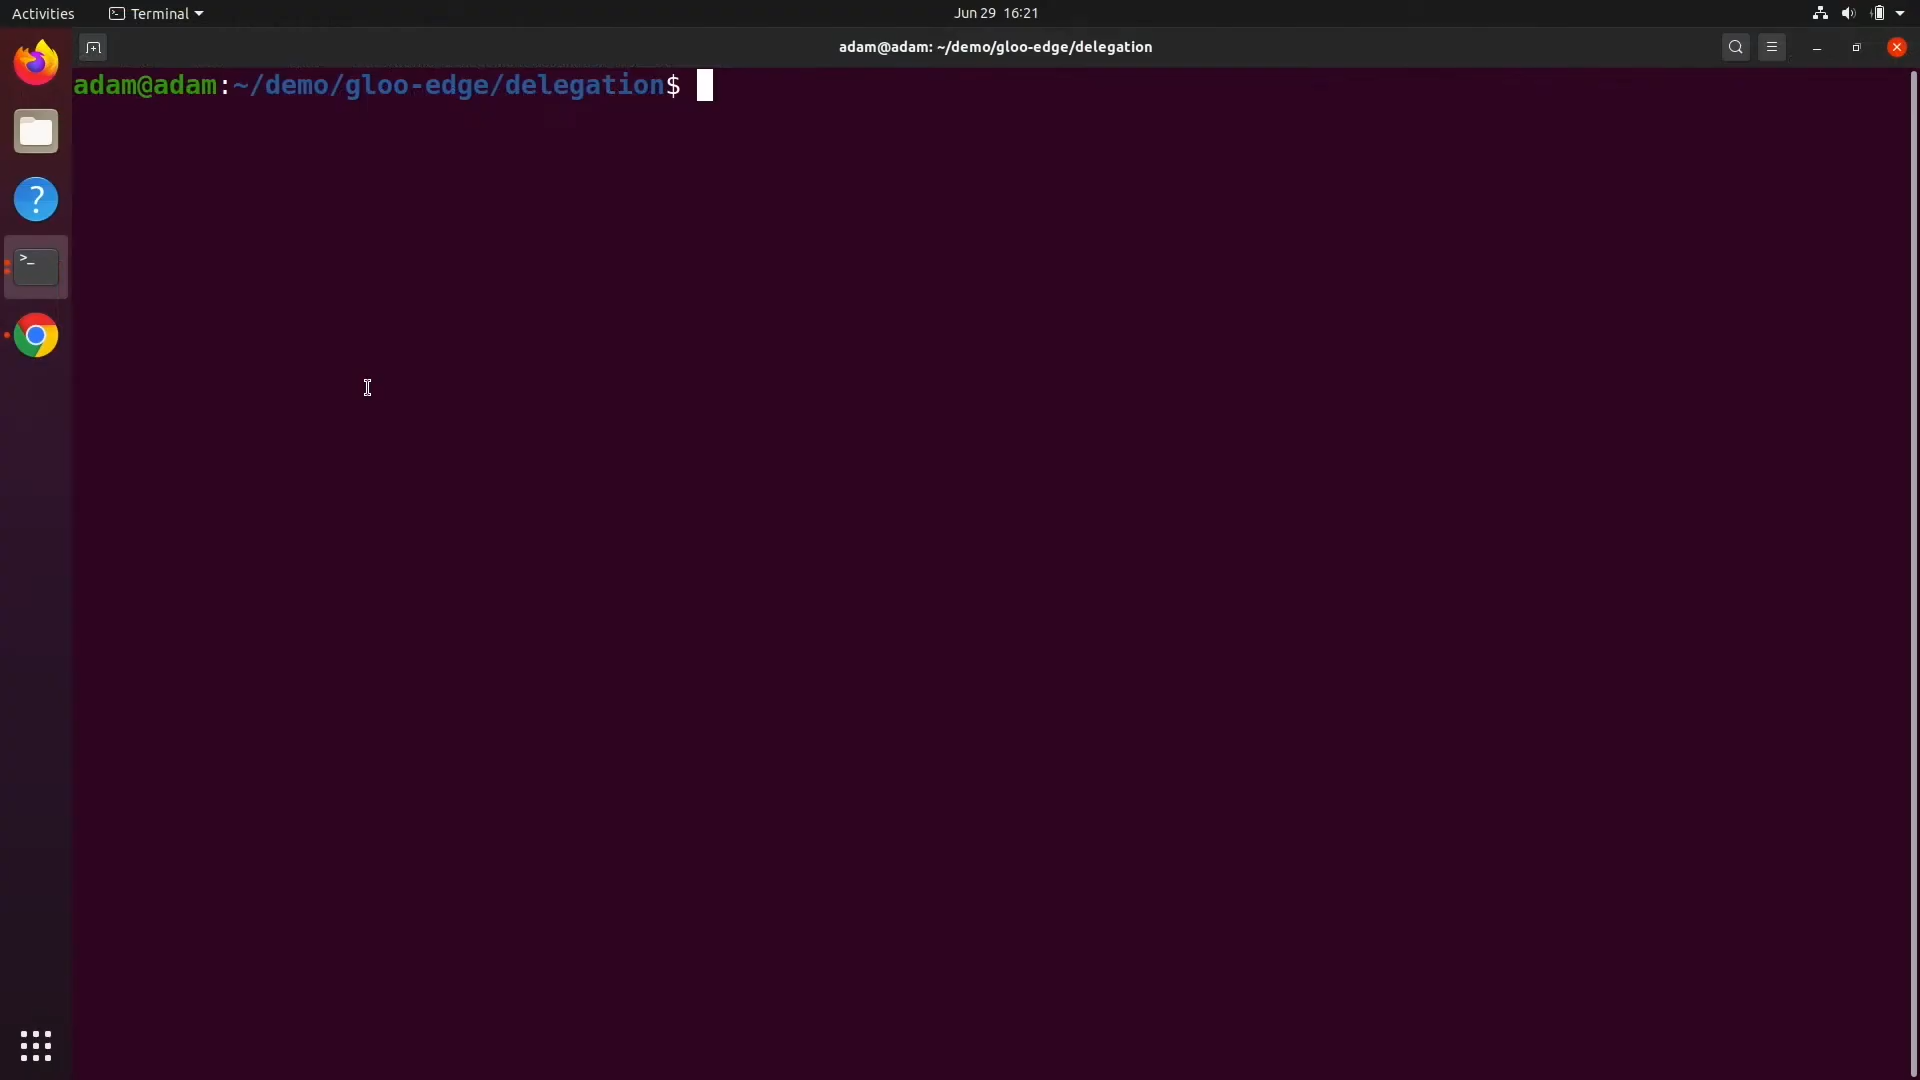 Activities Terminal Jun 29 16:21
adam@adam: ~/demo/gloo-edge/delegation
adam@adam:~/demo/gloo-edge/delegation$